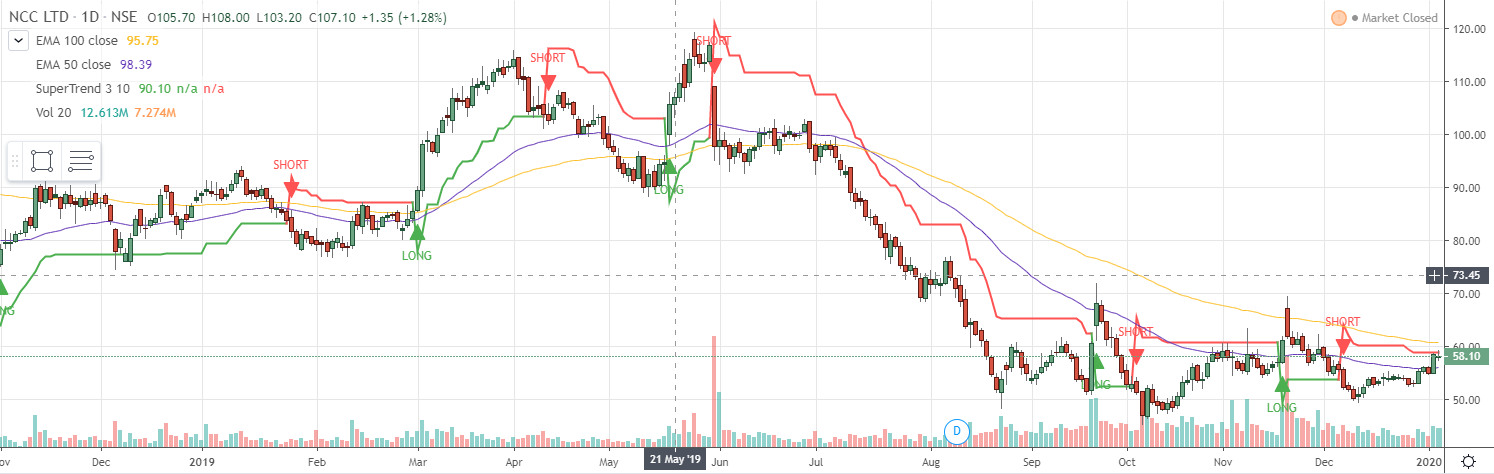 NCC LTD · 1D · NSE O105.70 H108.00 L103.20 C107.10 +1.35 (+1.28%)
Market Closed
EMA 100 close 95.75
EMA 50 close 98.39
SuperTrend 3 10 90.10 n/a n/a
Vol 20 12.613M 7.274M
120.00
110.00
100.00
90.00
80.00
73.45
70.00
60.00
58.10
50.00
SHORT
LONG
SHORT
LONG
SHORT
LONG
SHORT
LONG
SHORT
NG
D
ov Dec 2019 Feb Mar Apr May 21 May '19 Jun Jul Aug Sep Oct Nov Dec 2020